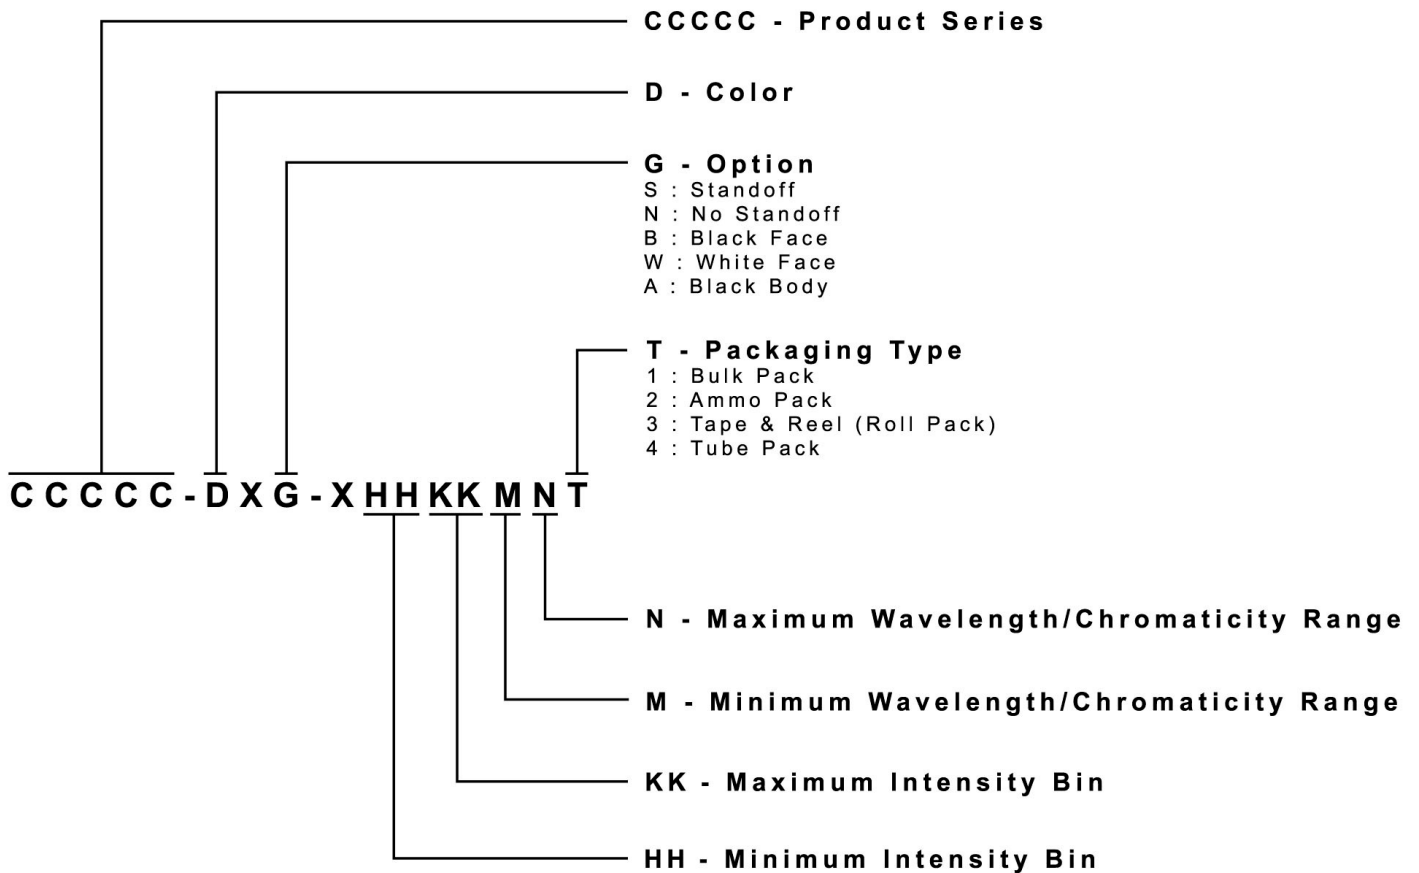 CCCCC - Product Series
D - Color
G - Option
S : Standoff
N : No Standoff
B : Black Face
W : White Face
A : Black Body
T - Packaging Type
1 : Bulk Pack
2 : Ammo Pack
3 : Tape & Reel (Roll Pack)
4 : Tube Pack
CCCCC-DXG-XHHKKMNT
N - Maximum Wavelength/Chromaticity Range
M - Minimum Wavelength/Chromaticity Range
KK - Maximum Intensity Bin
HH - Minimum Intensity Bin